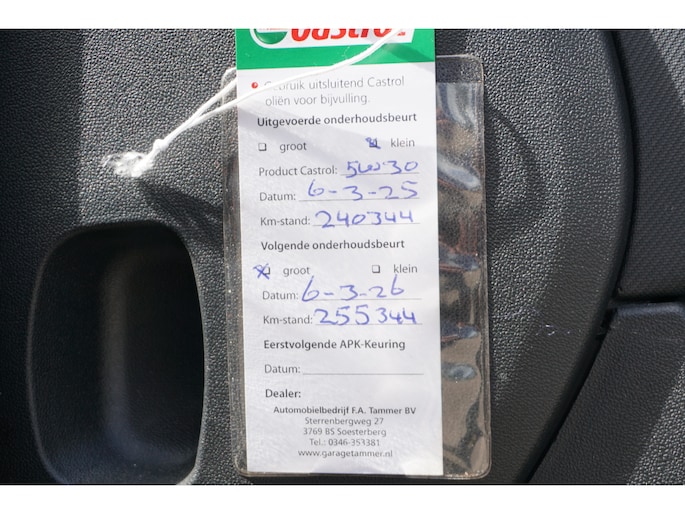 Castrol
Gebruik uitsluitend Castrol
oliën voor bijvulling.
Uitgevoerde onderhoudsbeurt
groot klein
Product Castrol: 5W30
Datum: 6-3-25
Km-stand: 240344
Volgende onderhoudsbeurt
groot klein
Datum: 6-3-26
Km-stand: 255344
Eerstvolgende APK-Keuring
Datum:
Dealer:
Automobielbedrijf F.A. Tammer BV
Sterrenbergweg 27
3769 BS Soesterberg
Tel.: 0346-353381
www.garagetammer.nl